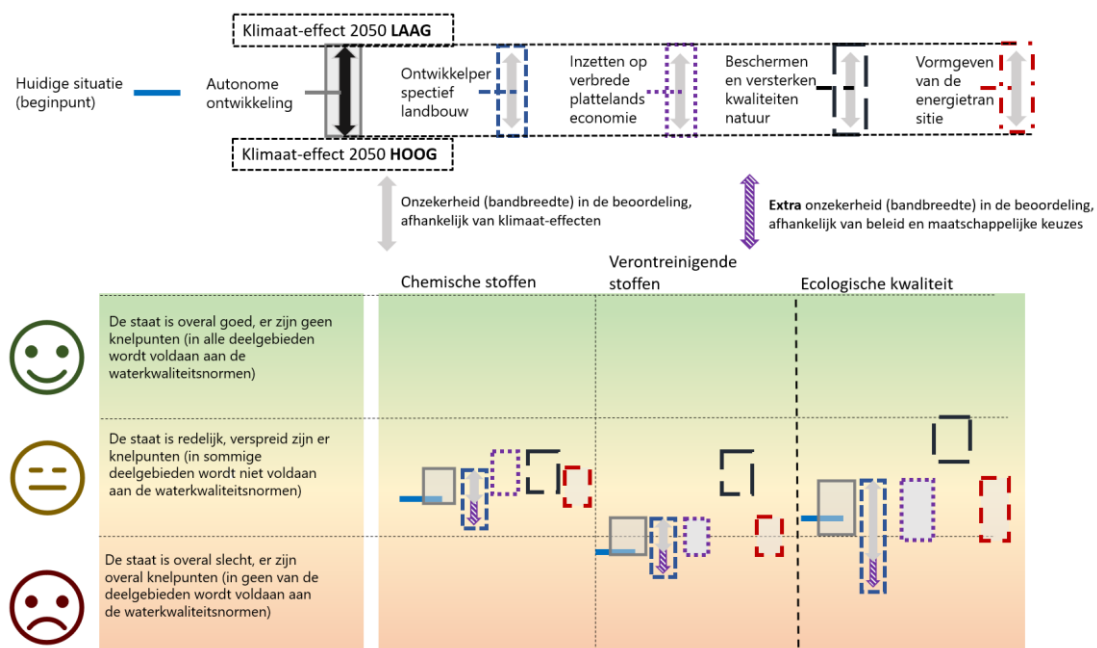 Klimaat-effect 2050 LAAG
Huidige situatie
(beginpunt)
Autonome
ontwikkeling
Ontwikkelper
spectief
landbouw
Inzetten op
verbrede
plattelands
economie
Beschermen
en versterken
kwaliteiten
natuur
Vormgeven
van de
energietran
sitie
Klimaat-effect 2050 HOOG
Onzekerheid (bandbreedte) in de beoordeling,
afhankelijk van klimaat-effecten
Extra onzekerheid (bandbreedte) in de beoordeling,
afhankelijk van beleid en maatschappelijke keuzes
Chemische stoffen
Verontreinigende
stoffen
Ecologische kwaliteit
De staat is overal goed, er zijn geen
knelpunten (in alle deelgebieden
wordt voldaan aan de
waterkwaliteitsnormen)
De staat is redelijk, verspreid zijn er
knelpunten (in sommige
deelgebieden wordt niet voldaan
aan de waterkwaliteitsnormen)
De staat is overal slecht, er zijn
overal knelpunten (in geen van de
deelgebieden wordt voldaan aan
de waterkwaliteitsnormen)